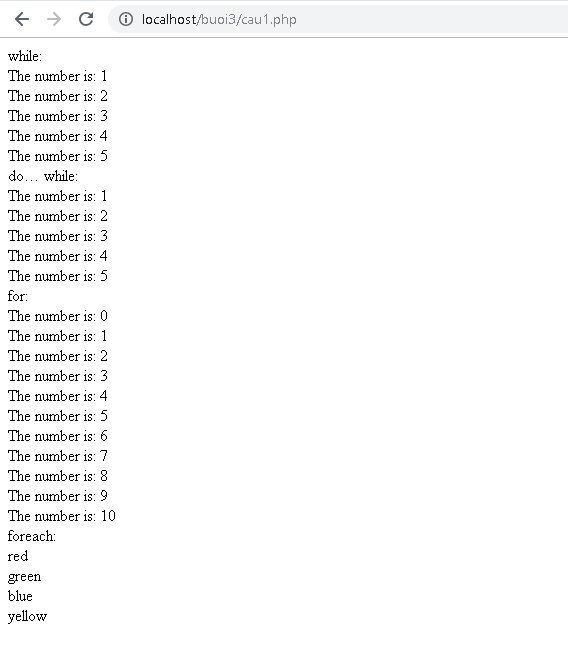 localhost/buoi3/cau1.php
while:
The number is: 1
The number is: 2
The number is: 3
The number is: 4
The number is: 5
do… while:
The number is: 1
The number is: 2
The number is: 3
The number is: 4
The number is: 5
for:
The number is: 0
The number is: 1
The number is: 2
The number is: 3
The number is: 4
The number is: 5
The number is: 6
The number is: 7
The number is: 8
The number is: 9
The number is: 10
foreach:
red
green
blue
yellow